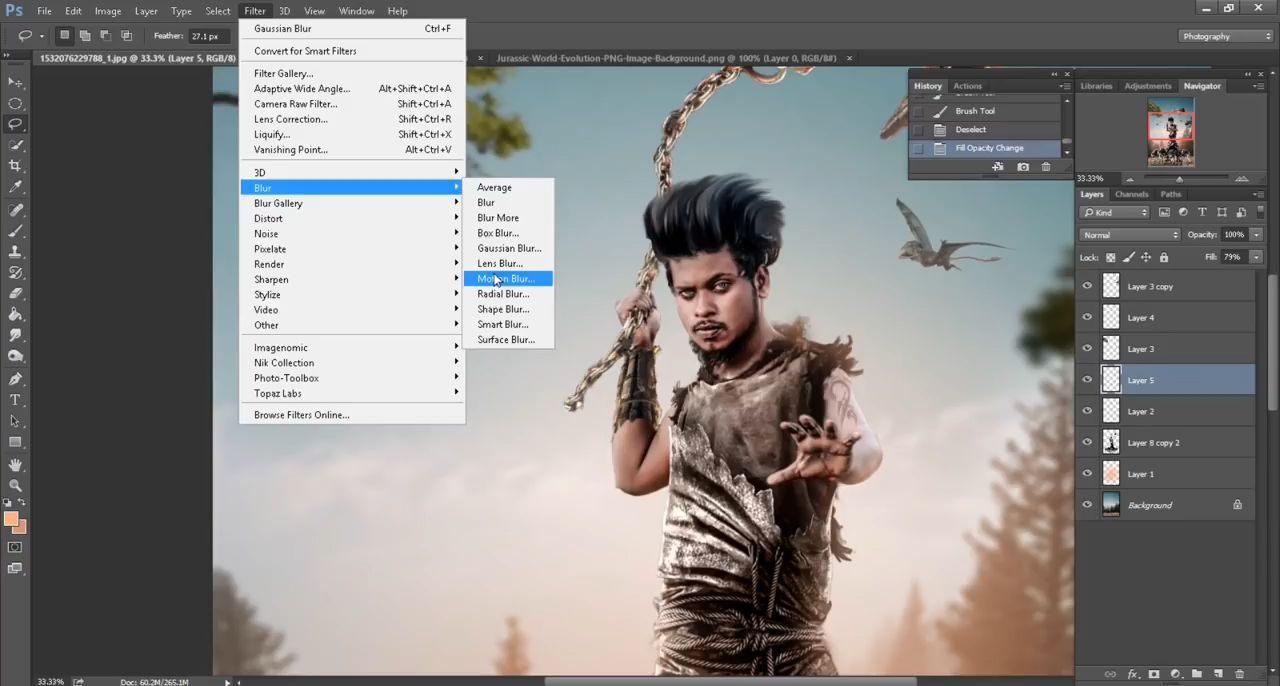 Ps File Edit Image Layer Type Select Filter 3D View Window Help
Feather: 27.1 px
Photography
1532076229788_1.jpg @ 33.3% (Layer 5, RGB/8)
Jurassic-World-Evolution-PNG-Image-Background.png @ 100% (Layer 0, RGB/8#)
Gaussian Blur Ctrl+F
Convert for Smart Filters
Filter Gallery...
Adaptive Wide Angle... Alt+Shift+Ctrl+A
Camera Raw Filter... Shift+Ctrl+A
Lens Correction... Shift+Ctrl+R
Liquify... Shift+Ctrl+X
Vanishing Point... Alt+Ctrl+V
3D
Blur
Blur Gallery
Distort
Noise
Pixelate
Render
Sharpen
Stylize
Video
Other
Imagenomic
Nik Collection
Photo-Toolbox
Topaz Labs
Browse Filters Online...
Average
Blur
Blur More
Box Blur...
Gaussian Blur...
Lens Blur...
Motion Blur...
Radial Blur...
Shape Blur...
Smart Blur...
Surface Blur...
History Actions
Brush Tool
Brush Tool
Deselect
Fill Opacity Change
Libraries Adjustments Navigator
33.33%
Layers Channels Paths
Kind
Normal Opacity: 100%
Lock: Fill: 79%
Layer 3 copy
Layer 4
Layer 3
Layer 5
Layer 2
Layer 8 copy 2
Layer 1
Background
fx
33.33% Doc: 60.2M/265.1M